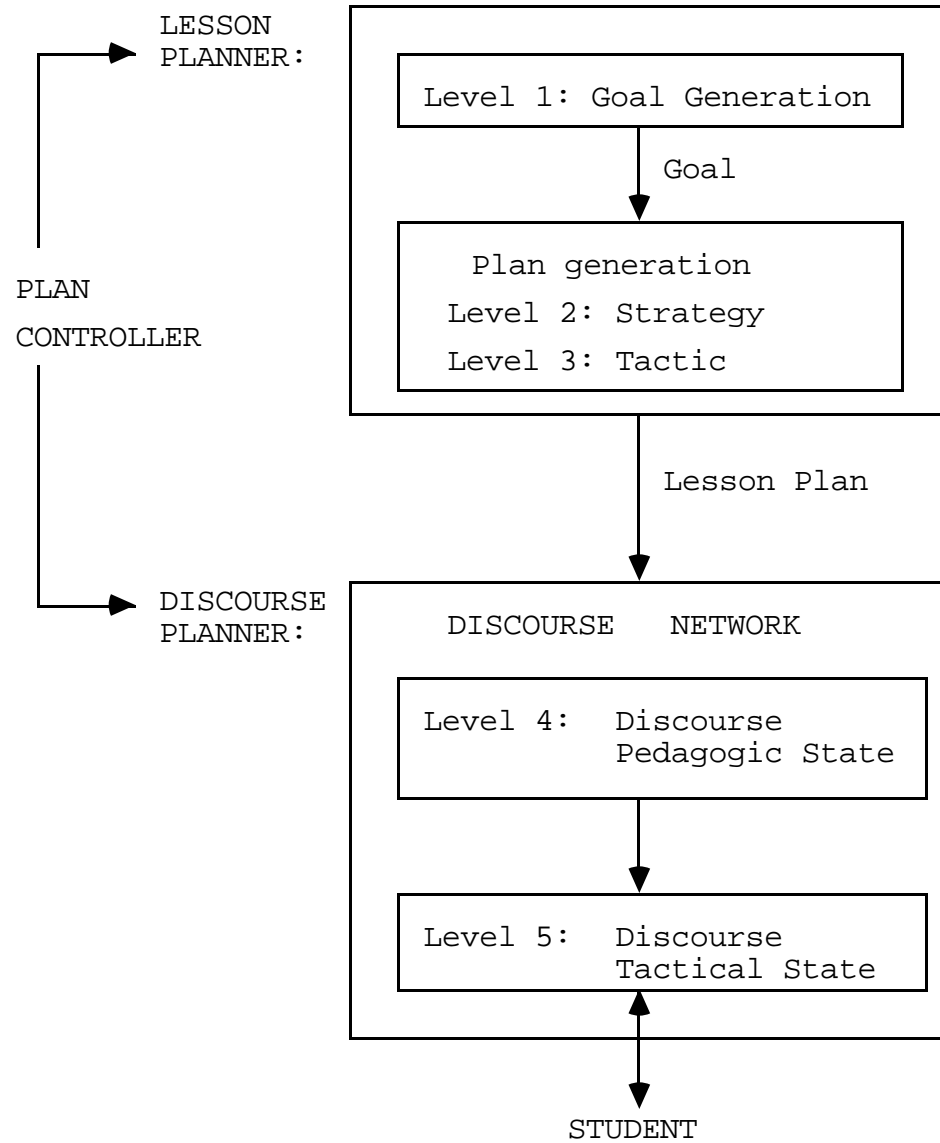 LESSON
PLANNER:
Level 1: Goal Generation
Goal
Plan generation
Level 2: Strategy
Level 3: Tactic
PLAN
CONTROLLER
Lesson Plan
DISCOURSE
PLANNER:
DISCOURSE NETWORK
Level 4: Discourse
Pedagogic State
Level 5: Discourse
Tactical State
STUDENT